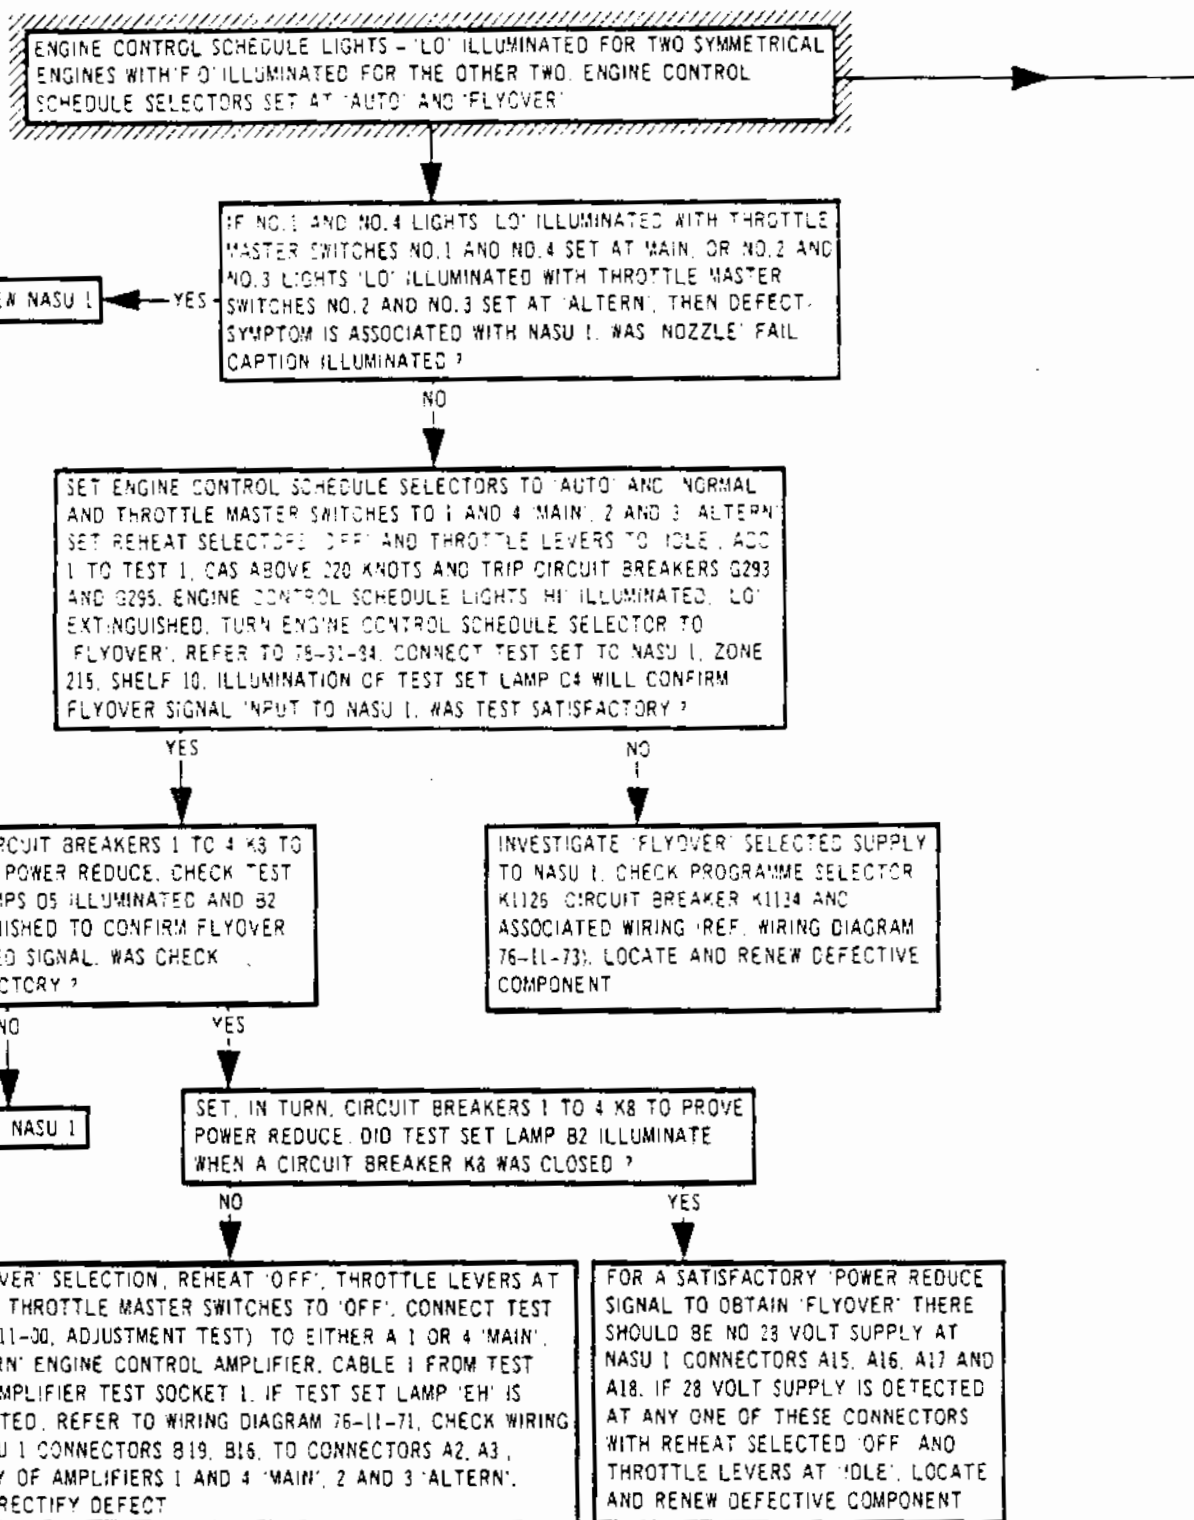 ENGINE CONTROL SCHEDULE LIGHTS - 'LO' ILLUMINATED FOR TWO SYMMETRICAL
ENGINES WITH 'F O' ILLUMINATED FOR THE OTHER TWO. ENGINE CONTROL
SCHEDULE SELECTORS SET AT 'AUTO' AND 'FLYOVER'
IF NO.1 AND NO.4 LIGHTS 'LO' ILLUMINATED WITH THROTTLE
MASTER SWITCHES NO.1 AND NO.4 SET AT MAIN, OR NO.2 AND
NO.3 LIGHTS 'LO' ILLUMINATED WITH THROTTLE MASTER
SWITCHES NO.2 AND NO.3 SET AT 'ALTERN', THEN DEFECT
SYMPTOM IS ASSOCIATED WITH NASU 1. WAS NOZZLE' FAIL
CAPTION ILLUMINATED ?
YES
EW NASU 1
NO
SET ENGINE CONTROL SCHEDULE SELECTORS TO 'AUTO' AND 'NORMAL
AND THROTTLE MASTER SWITCHES TO 1 AND 4 'MAIN', 2 AND 3 'ALTERN'
SET REHEAT SELECTORS 'OFF' AND THROTTLE LEVERS TO 'IDLE', ADC
1 TO TEST 1, CAS ABOVE 220 KNOTS AND TRIP CIRCUIT BREAKERS G293
AND G295. ENGINE CONTROL SCHEDULE LIGHTS 'HI' ILLUMINATED, 'LO'
EXTINGUISHED. TURN ENGINE CONTROL SCHEDULE SELECTOR TO
'FLYOVER'. REFER TO 76-31-84. CONNECT TEST SET TO NASU 1, ZONE
215, SHELF 10. ILLUMINATION OF TEST SET LAMP C4 WILL CONFIRM
FLYOVER SIGNAL INPUT TO NASU 1. WAS TEST SATISFACTORY ?
YES
NO
RCUIT BREAKERS 1 TO 4 K8 TO
POWER REDUCE. CHECK TEST
MPS D5 ILLUMINATED AND B2
ISHED TO CONFIRM FLYOVER
ED SIGNAL. WAS CHECK
CTORY ?
INVESTIGATE 'FLYOVER' SELECTED SUPPLY
TO NASU 1. CHECK PROGRAMME SELECTOR
K1126 CIRCUIT BREAKER K1134 AND
ASSOCIATED WIRING (REF. WIRING DIAGRAM
76-11-73). LOCATE AND RENEW DEFECTIVE
COMPONENT
NO
YES
NASU 1
SET, IN TURN, CIRCUIT BREAKERS 1 TO 4 K8 TO PROVE
POWER REDUCE. DID TEST SET LAMP B2 ILLUMINATE
WHEN A CIRCUIT BREAKER K8 WAS CLOSED ?
NO
YES
VER' SELECTION, REHEAT 'OFF', THROTTLE LEVERS AT
THROTTLE MASTER SWITCHES TO 'OFF'. CONNECT TEST
11-00, ADJUSTMENT TEST) TO EITHER A 1 OR 4 'MAIN',
RN' ENGINE CONTROL AMPLIFIER. CABLE 1 FROM TEST
MPLIFIER TEST SOCKET 1. IF TEST SET LAMP 'EH' IS
TED, REFER TO WIRING DIAGRAM 76-11-71, CHECK WIRING
U 1 CONNECTORS B19, B16, TO CONNECTORS A2, A3,
Y OF AMPLIFIERS 1 AND 4 'MAIN', 2 AND 3 'ALTERN'.
RECTIFY DEFECT
FOR A SATISFACTORY 'POWER REDUCE
SIGNAL TO OBTAIN 'FLYOVER' THERE
SHOULD BE NO 28 VOLT SUPPLY AT
NASU 1 CONNECTORS A15, A16, A17 AND
A18. IF 28 VOLT SUPPLY IS DETECTED
AT ANY ONE OF THESE CONNECTORS
WITH REHEAT SELECTED 'OFF' AND
THROTTLE LEVERS AT 'IDLE', LOCATE
AND RENEW DEFECTIVE COMPONENT